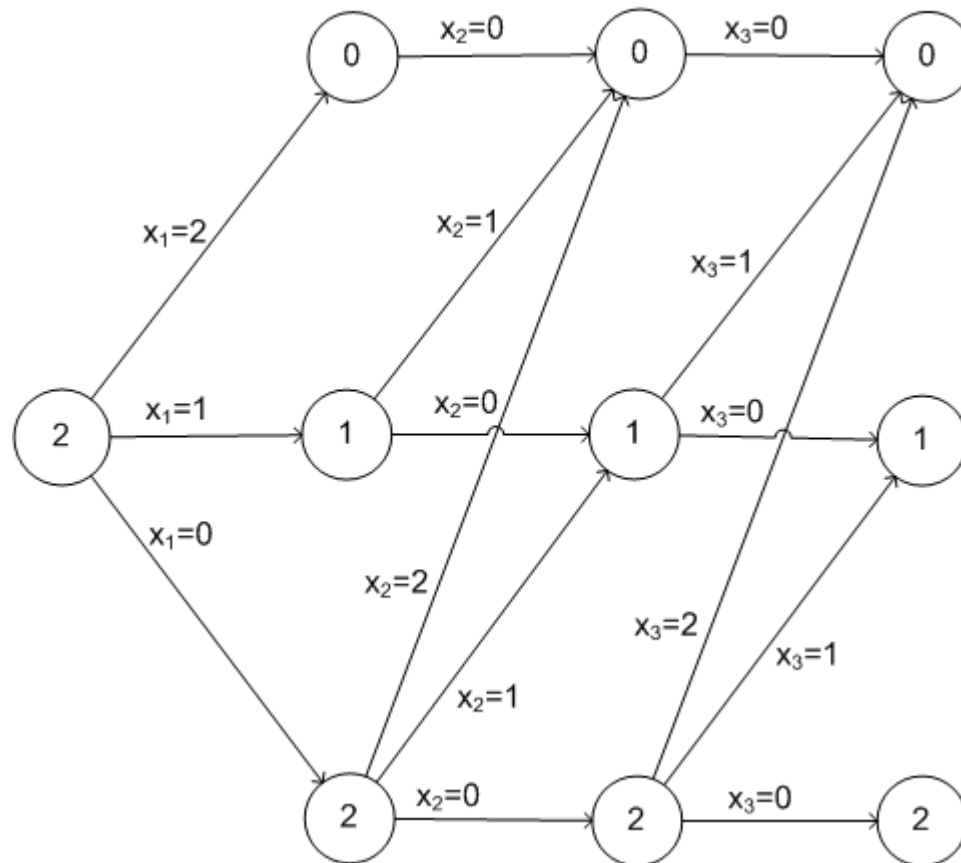 x₂=0
x₃=0
0
0
0
x₁=2
x₂=1
x₃=1
x₁=1
x₂=0
x₃=0
2
1
1
1
x₁=0
x₂=2
x₃=2
x₃=1
x₂=1
x₂=0
x₃=0
2
2
2